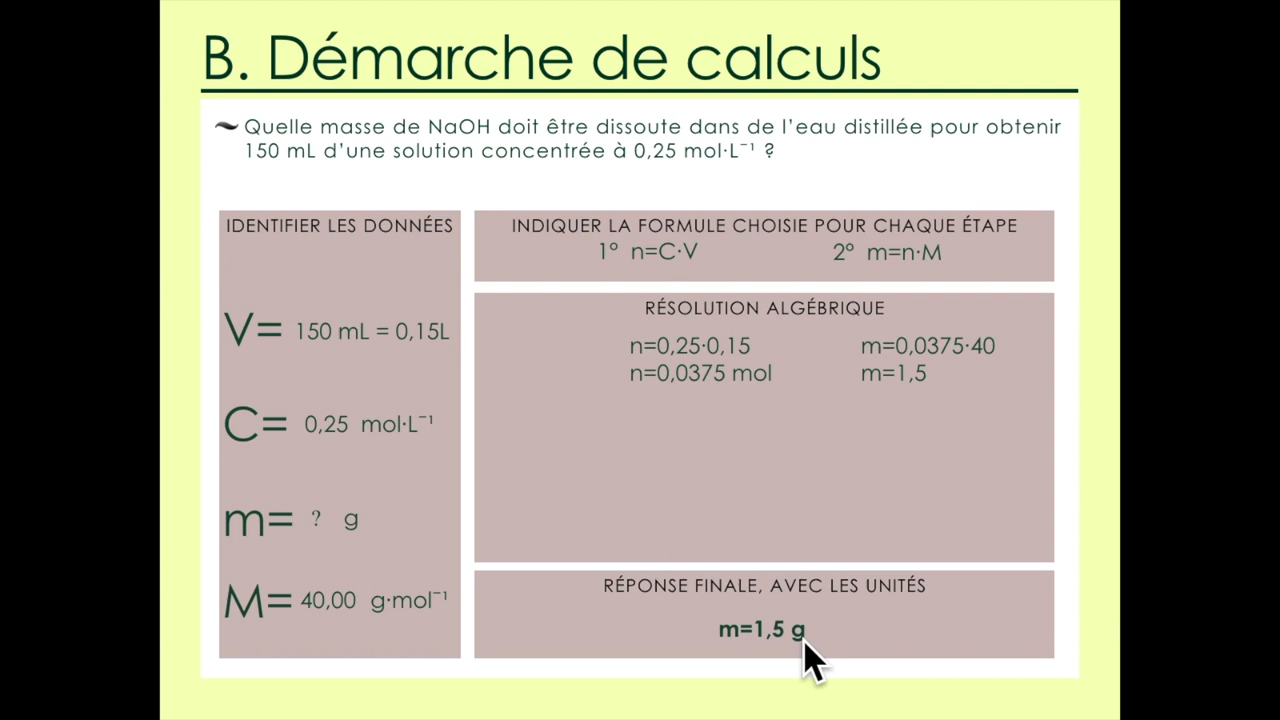 B. Démarche de calculs
Quelle masse de NaOH doit être dissoute dans de l’eau distillée pour obtenir
150 mL d’une solution concentrée à 0,25 mol·L⁻¹ ?
IDENTIFIER LES DONNÉES
V= 150 mL = 0,15L
C= 0,25 mol·L⁻¹
m= ? g
M= 40,00 g·mol⁻¹
INDIQUER LA FORMULE CHOISIE POUR CHAQUE ÉTAPE
1° n=C·V 2° m=n·M
RÉSOLUTION ALGÉBRIQUE
n=0,25·0,15 m=0,0375·40
n=0,0375 mol m=1,5
RÉPONSE FINALE, AVEC LES UNITÉS
m=1,5 g